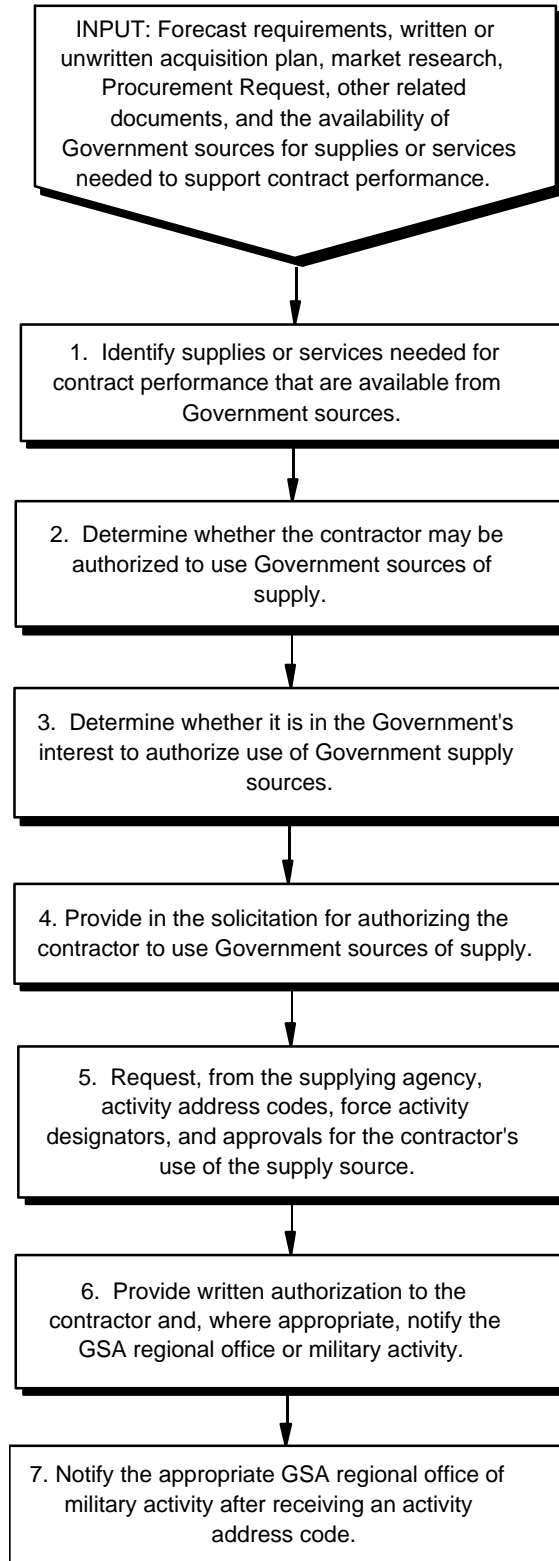 INPUT: Forecast requirements, written or
unwritten acquisition plan, market research,
Procurement Request, other related
documents, and the availability of
Government sources for supplies or services
needed to support contract performance.
1. Identify supplies or services needed for
contract performance that are available from
Government sources.
2. Determine whether the contractor may be
authorized to use Government sources of
supply.
3. Determine whether it is in the Government's
interest to authorize use of Government supply
sources.
4. Provide in the solicitation for authorizing the
contractor to use Government sources of supply.
5. Request, from the supplying agency,
activity address codes, force activity
designators, and approvals for the contractor's
use of the supply source.
6. Provide written authorization to the
contractor and, where appropriate, notify the
GSA regional office or military activity.
7. Notify the appropriate GSA regional office of
military activity after receiving an activity
address code.